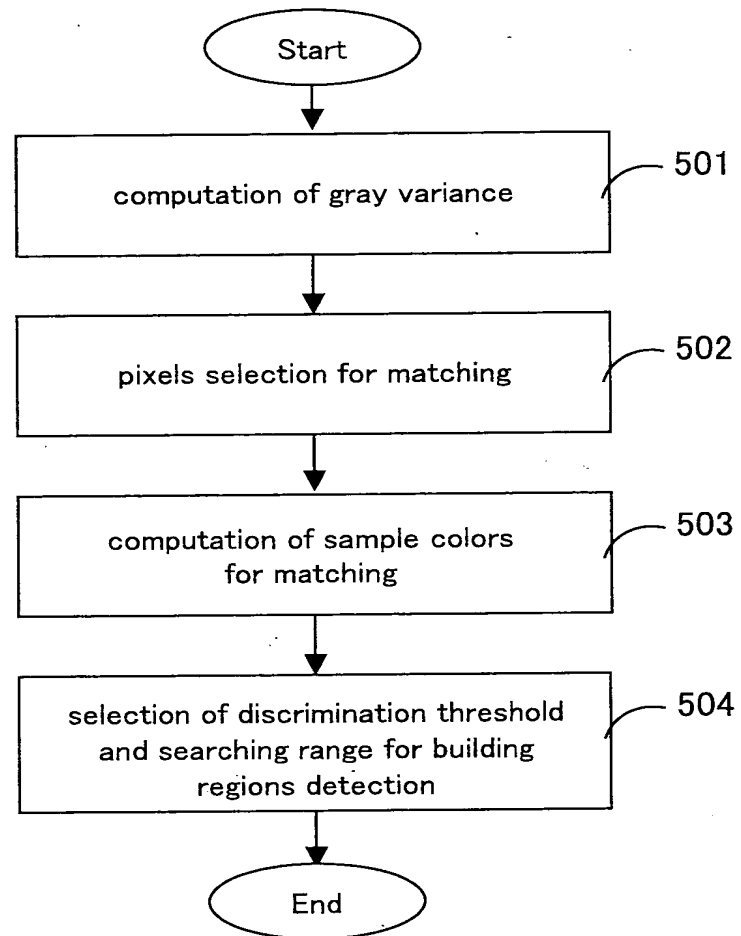 Start
computation of gray variance
501
pixels selection for matching
502
computation of sample colors
for matching
503
selection of discrimination threshold
and searching range for building
regions detection
504
End